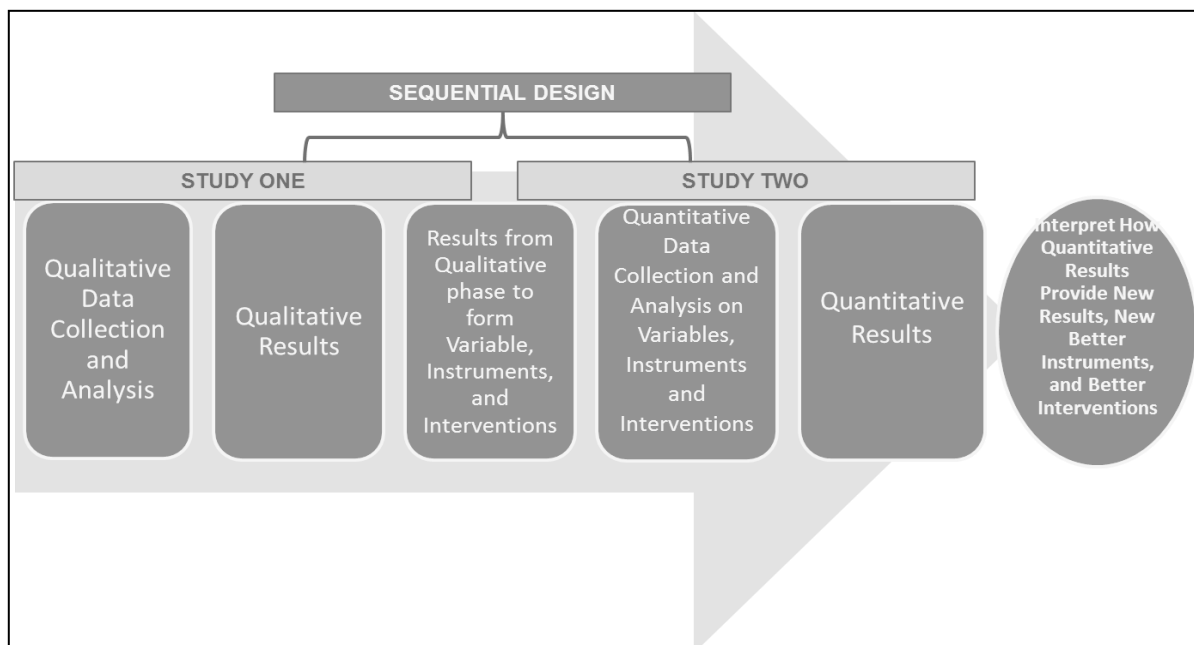 SEQUENTIAL DESIGN
STUDY ONE
STUDY TWO
Qualitative
Data
Collection
and
Analysis
Qualitative
Results
Results from
Qualitative
phase to
form
Variable,
Instruments,
and
Interventions
Quantitative
Data
Collection and
Analysis on
Variables,
Instruments
and
Interventions
Quantitative
Results
Interpret How
Quantitative
Results
Provide New
Results, New
Better
Instruments,
and Better
Interventions